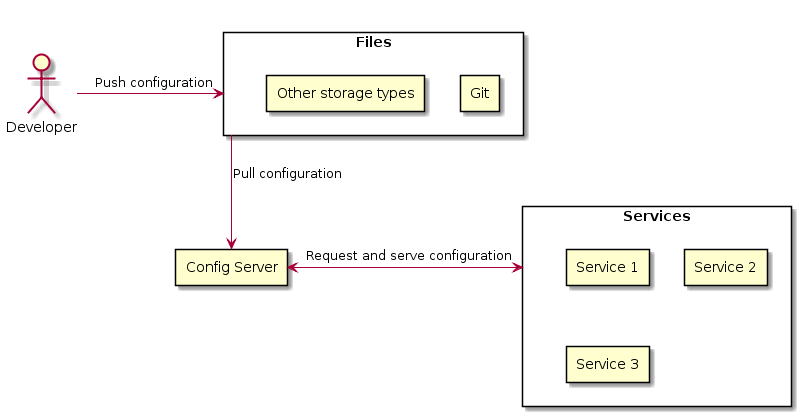 Files
Push configuration
Other storage types
Git
Developer
Pull configuration
Services
Request and serve configuration
Config Server
Service 1
Service 2
Service 3